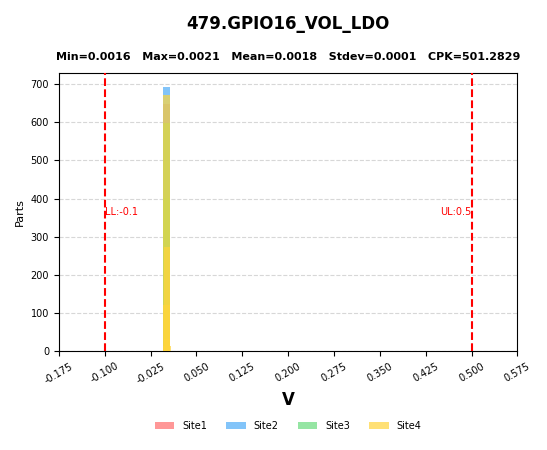 479.GPIO16_VOL_LDO
Min=0.0016 Max=0.0021 Mean=0.0018 Stdev=0.0001 CPK=501.2829
700
600
500
400
300
200
100
0
Parts
LL:-0.1
UL:0.5
-0.175 -0.100 -0.025 0.050 0.125 0.200 0.275 0.350 0.425 0.500 0.575
V
Site1 Site2 Site3 Site4